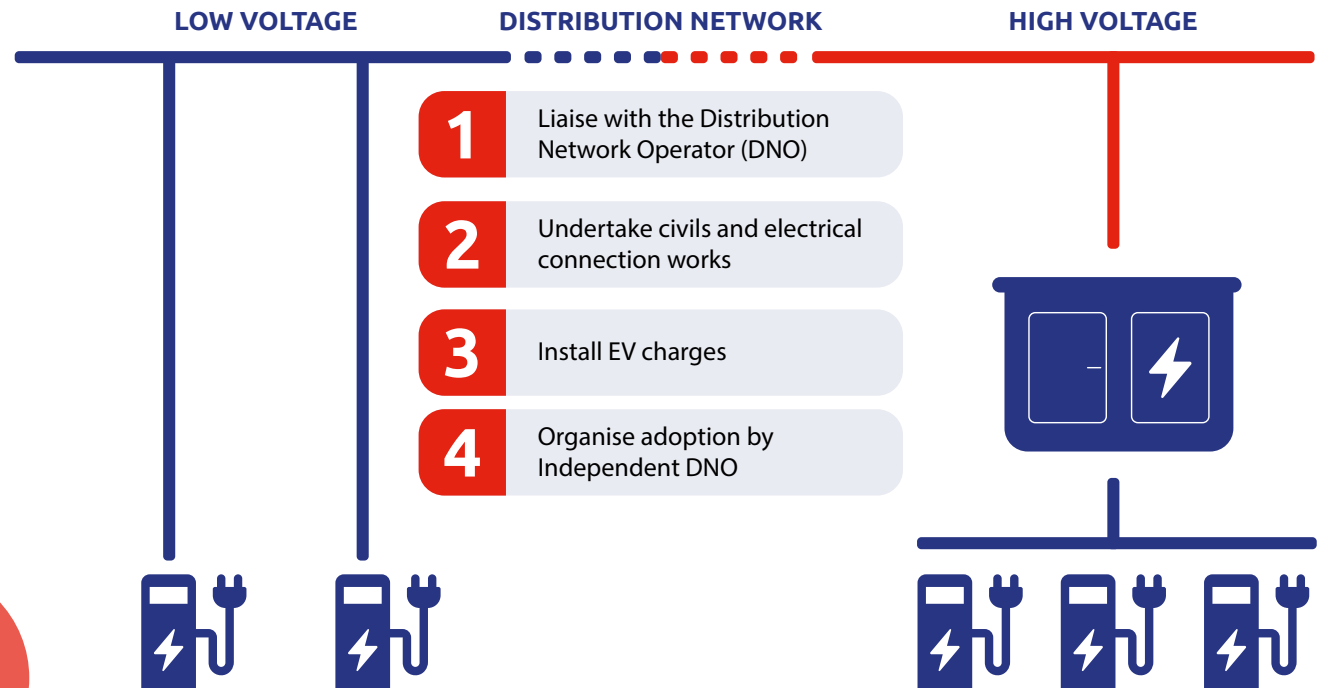 LOW VOLTAGE
DISTRIBUTION NETWORK
HIGH VOLTAGE
1
Liaise with the Distribution
Network Operator (DNO)
2
Undertake civils and electrical
connection works
3
Install EV charges
4
Organise adoption by
Independent DNO